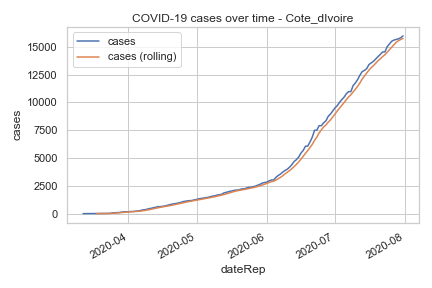 COVID-19 cases over time - Cote_dIvoire
cases
cases (rolling)
cases
15000
12500
10000
7500
5000
2500
0
2020-04
2020-05
2020-06
2020-07
2020-08
dateRep